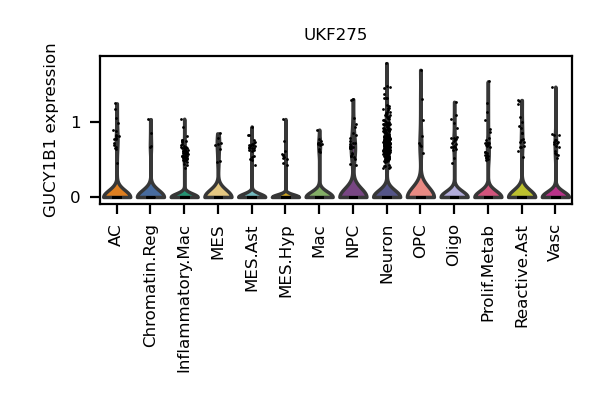 UKF275
GUCY1B1 expression
1
0
AC
Chromatin.Reg
Inflammatory.Mac
MES
MES.Ast
MES.Hyp
Mac
NPC
Neuron
OPC
Oligo
Prolif.Metab
Reactive.Ast
Vasc